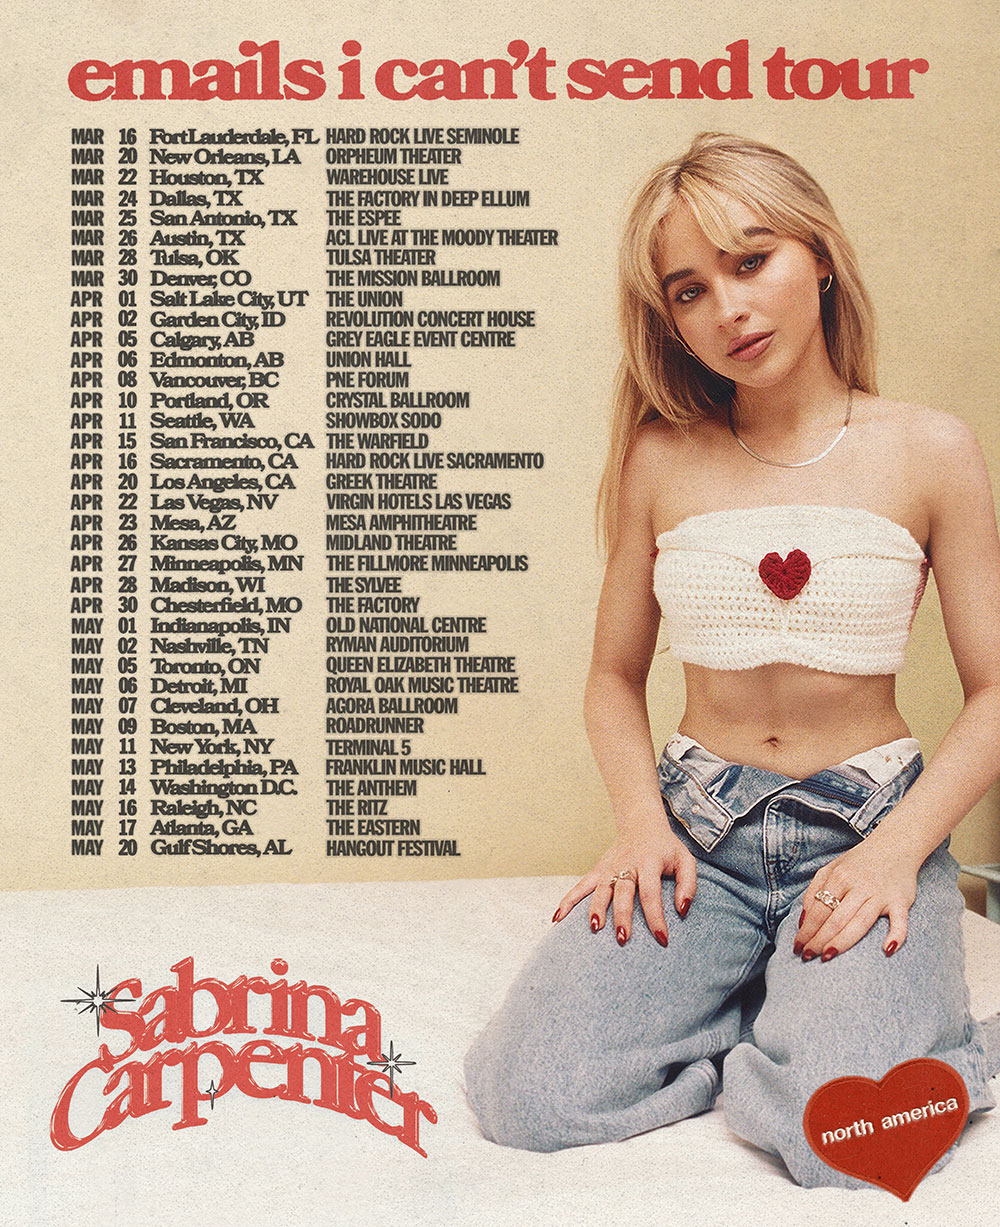 emails i can't send tour
MAR 16 Fort Lauderdale, FL HARD ROCK LIVE SEMINOLE
MAR 20 New Orleans, LA ORPHEUM THEATER
MAR 22 Houston, TX WAREHOUSE LIVE
MAR 24 Dallas, TX THE FACTORY IN DEEP ELLUM
MAR 25 San Antonio, TX THE ESPEE
MAR 26 Austin, TX ACL LIVE AT THE MOODY THEATER
MAR 28 Tulsa, OK TULSA THEATER
MAR 30 Denver, CO THE MISSION BALLROOM
APR 01 Salt Lake City, UT THE UNION
APR 02 Garden City, ID REVOLUTION CONCERT HOUSE
APR 05 Calgary, AB GREY EAGLE EVENT CENTRE
APR 06 Edmonton, AB UNION HALL
APR 08 Vancouver, BC PNE FORUM
APR 10 Portland, OR CRYSTAL BALLROOM
APR 11 Seattle, WA SHOWBOX SODO
APR 15 San Francisco, CA THE WARFIELD
APR 16 Sacramento, CA HARD ROCK LIVE SACRAMENTO
APR 20 Los Angeles, CA GREEK THEATRE
APR 22 Las Vegas, NV VIRGIN HOTELS LAS VEGAS
APR 23 Mesa, AZ MESA AMPHITHEATRE
APR 26 Kansas City, MO MIDLAND THEATRE
APR 27 Minneapolis, MN THE FILLMORE MINNEAPOLIS
APR 28 Madison, WI THE SYLVEE
APR 30 Chesterfield, MO THE FACTORY
MAY 01 Indianapolis, IN OLD NATIONAL CENTRE
MAY 02 Nashville, TN RYMAN AUDITORIUM
MAY 05 Toronto, ON QUEEN ELIZABETH THEATRE
MAY 06 Detroit, MI ROYAL OAK MUSIC THEATRE
MAY 07 Cleveland, OH AGORA BALLROOM
MAY 09 Boston, MA ROADRUNNER
MAY 11 New York, NY TERMINAL 5
MAY 13 Philadelphia, PA FRANKLIN MUSIC HALL
MAY 14 Washington D.C. THE ANTHEM
MAY 16 Raleigh, NC THE RITZ
MAY 17 Atlanta, GA THE EASTERN
MAY 20 Gulf Shores, AL HANGOUT FESTIVAL
Sabrina
Carpenter
north america